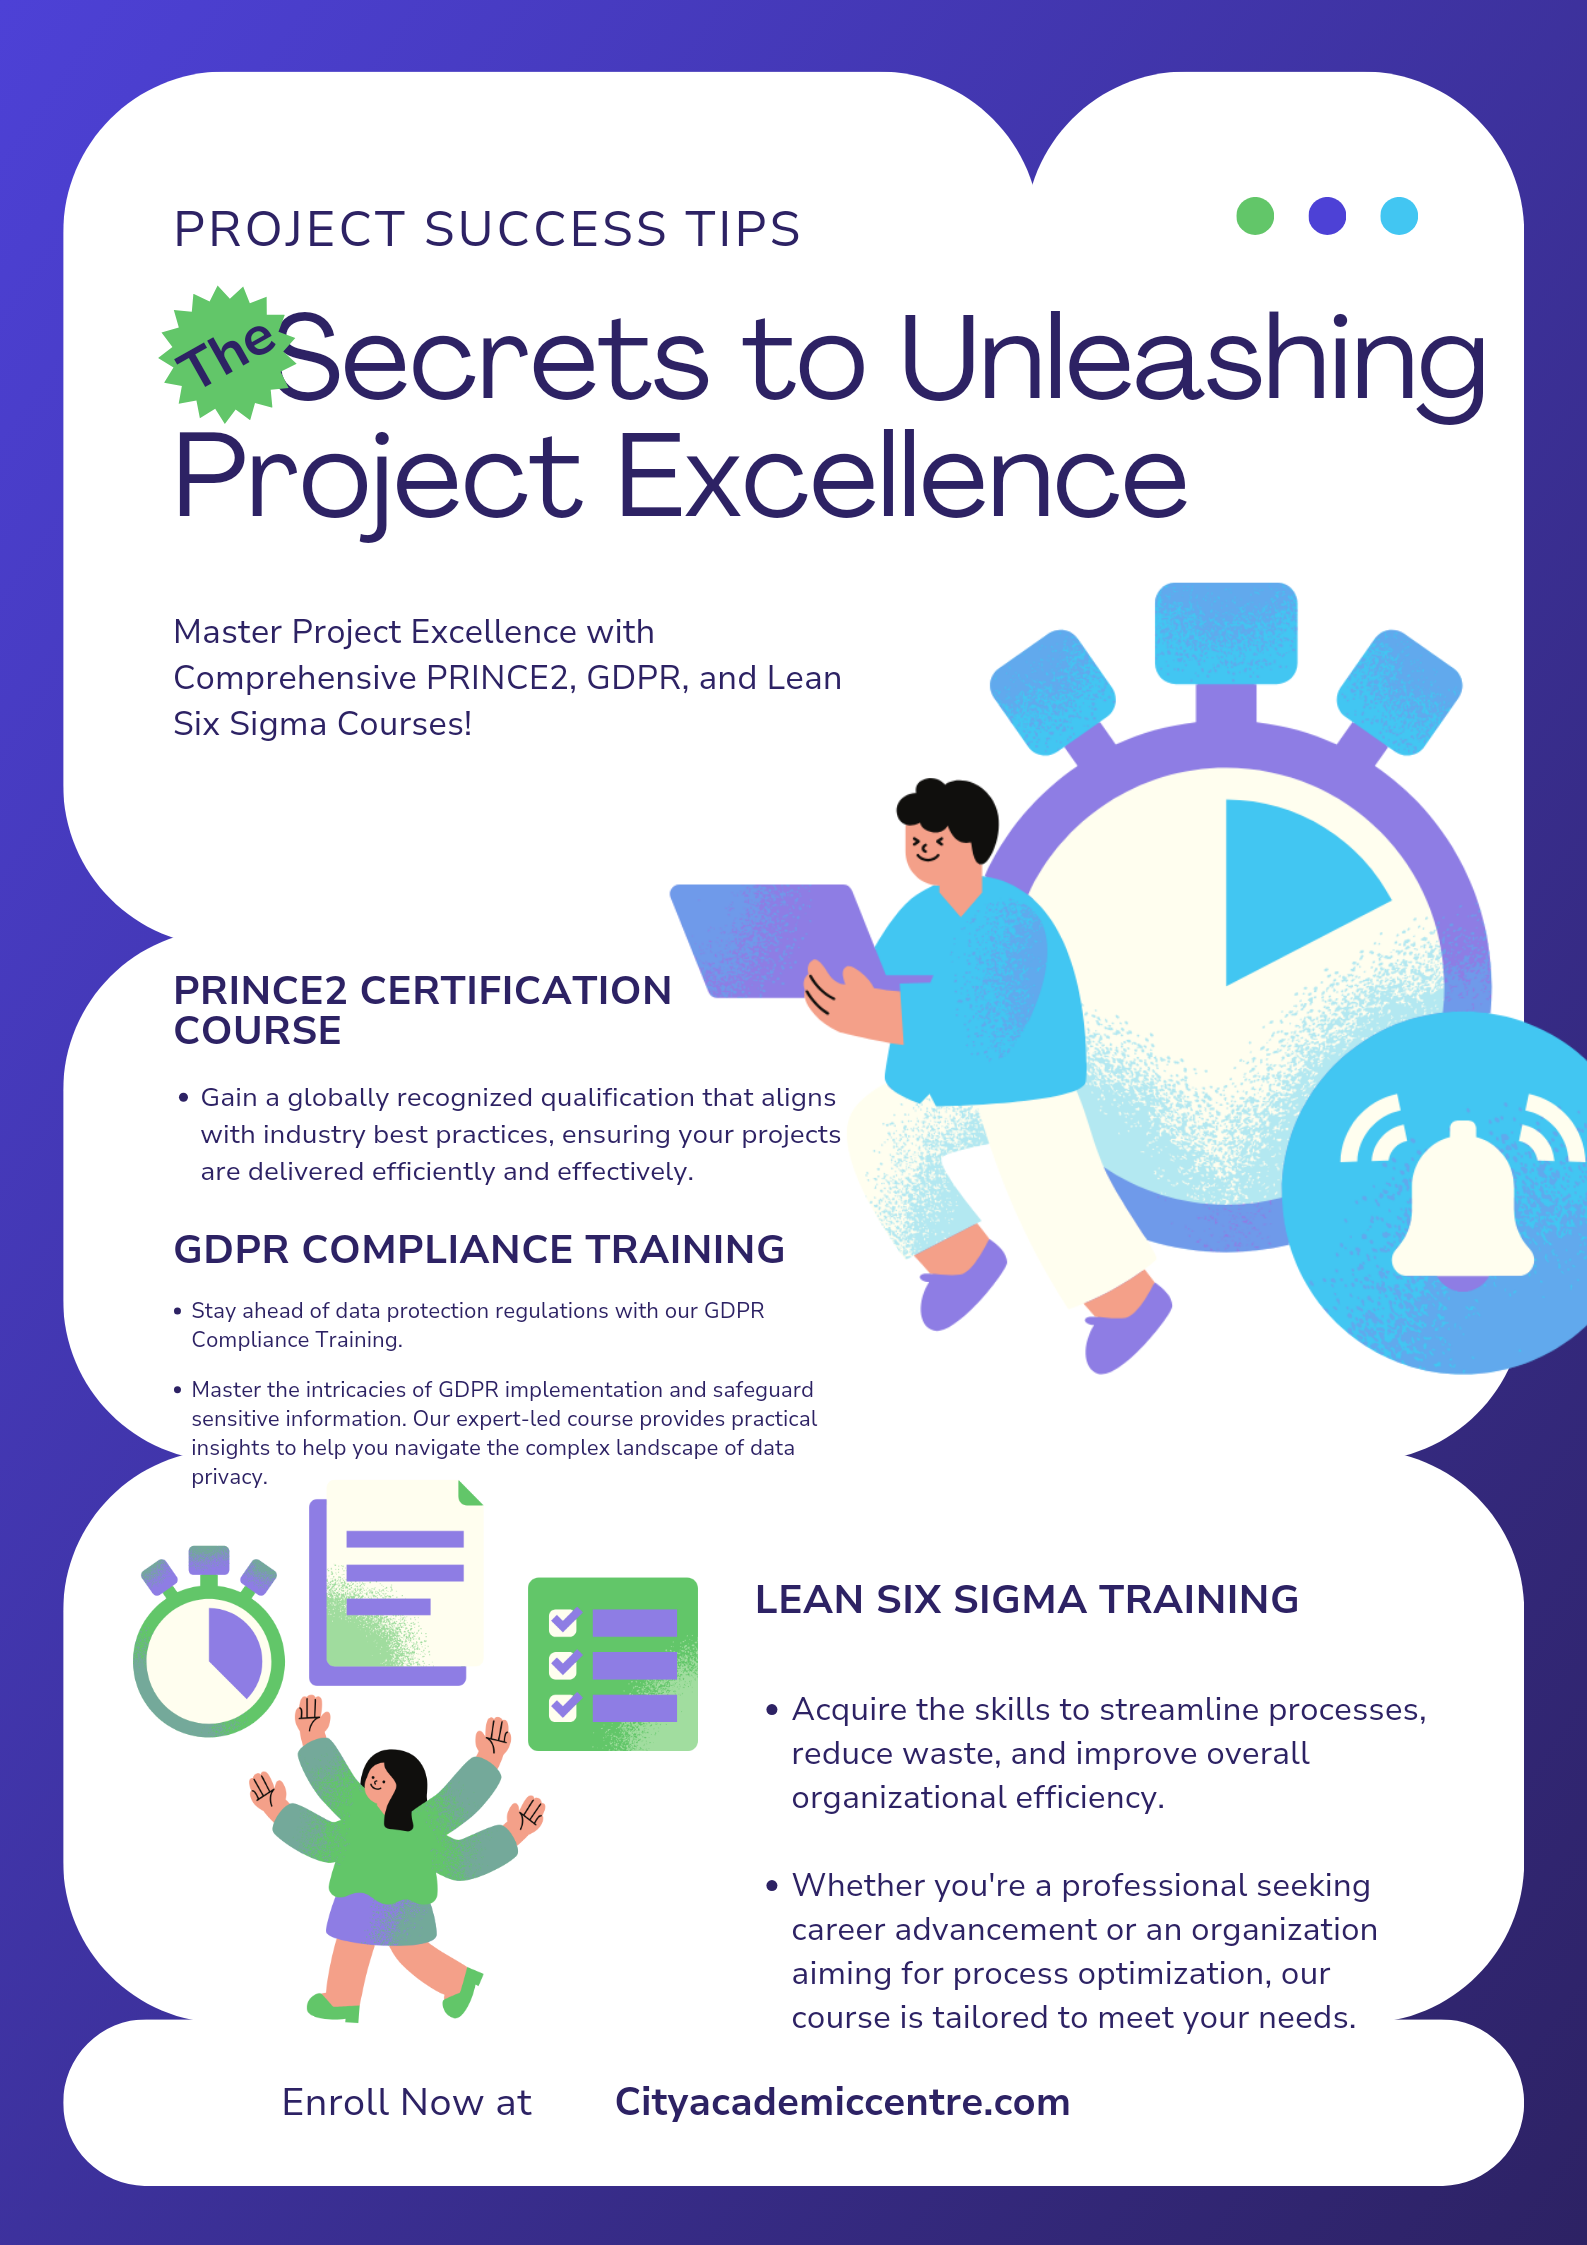 PROJECT SUCCESS TIPS
The Secrets to Unleashing
Project Excellence
Master Project Excellence with
Comprehensive PRINCE2, GDPR, and Lean
Six Sigma Courses!
PRINCE2 CERTIFICATION
COURSE
• Gain a globally recognized qualification that aligns
with industry best practices, ensuring your projects
are delivered efficiently and effectively.
GDPR COMPLIANCE TRAINING
• Stay ahead of data protection regulations with our GDPR
Compliance Training.
• Master the intricacies of GDPR implementation and safeguard
sensitive information. Our expert-led course provides practical
insights to help you navigate the complex landscape of data
privacy.
LEAN SIX SIGMA TRAINING
• Acquire the skills to streamline processes,
reduce waste, and improve overall
organizational efficiency.
• Whether you're a professional seeking
career advancement or an organization
aiming for process optimization, our
course is tailored to meet your needs.
Enroll Now at Cityacademiccentre.com